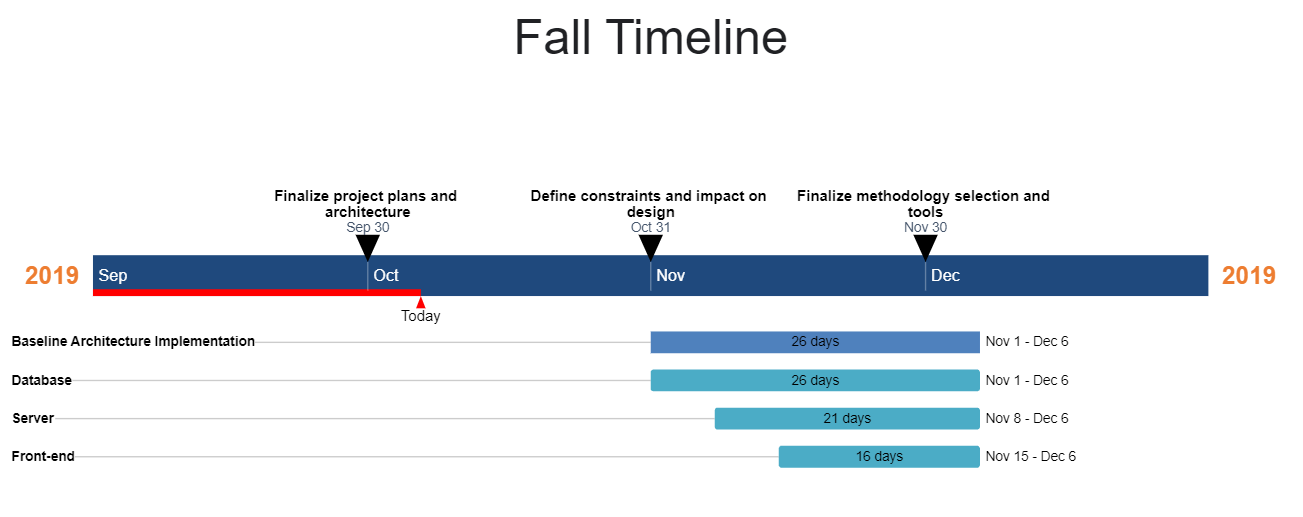 Fall Timeline
Finalize project plans and
architecture
Sep 30
Define constraints and impact on
design
Oct 31
Finalize methodology selection and
tools
Nov 30
2019
Sep
Oct
Nov
Dec
2019
Today
Baseline Architecture Implementation
26 days
Nov 1 - Dec 6
Database
26 days
Nov 1 - Dec 6
Server
21 days
Nov 8 - Dec 6
Front-end
16 days
Nov 15 - Dec 6